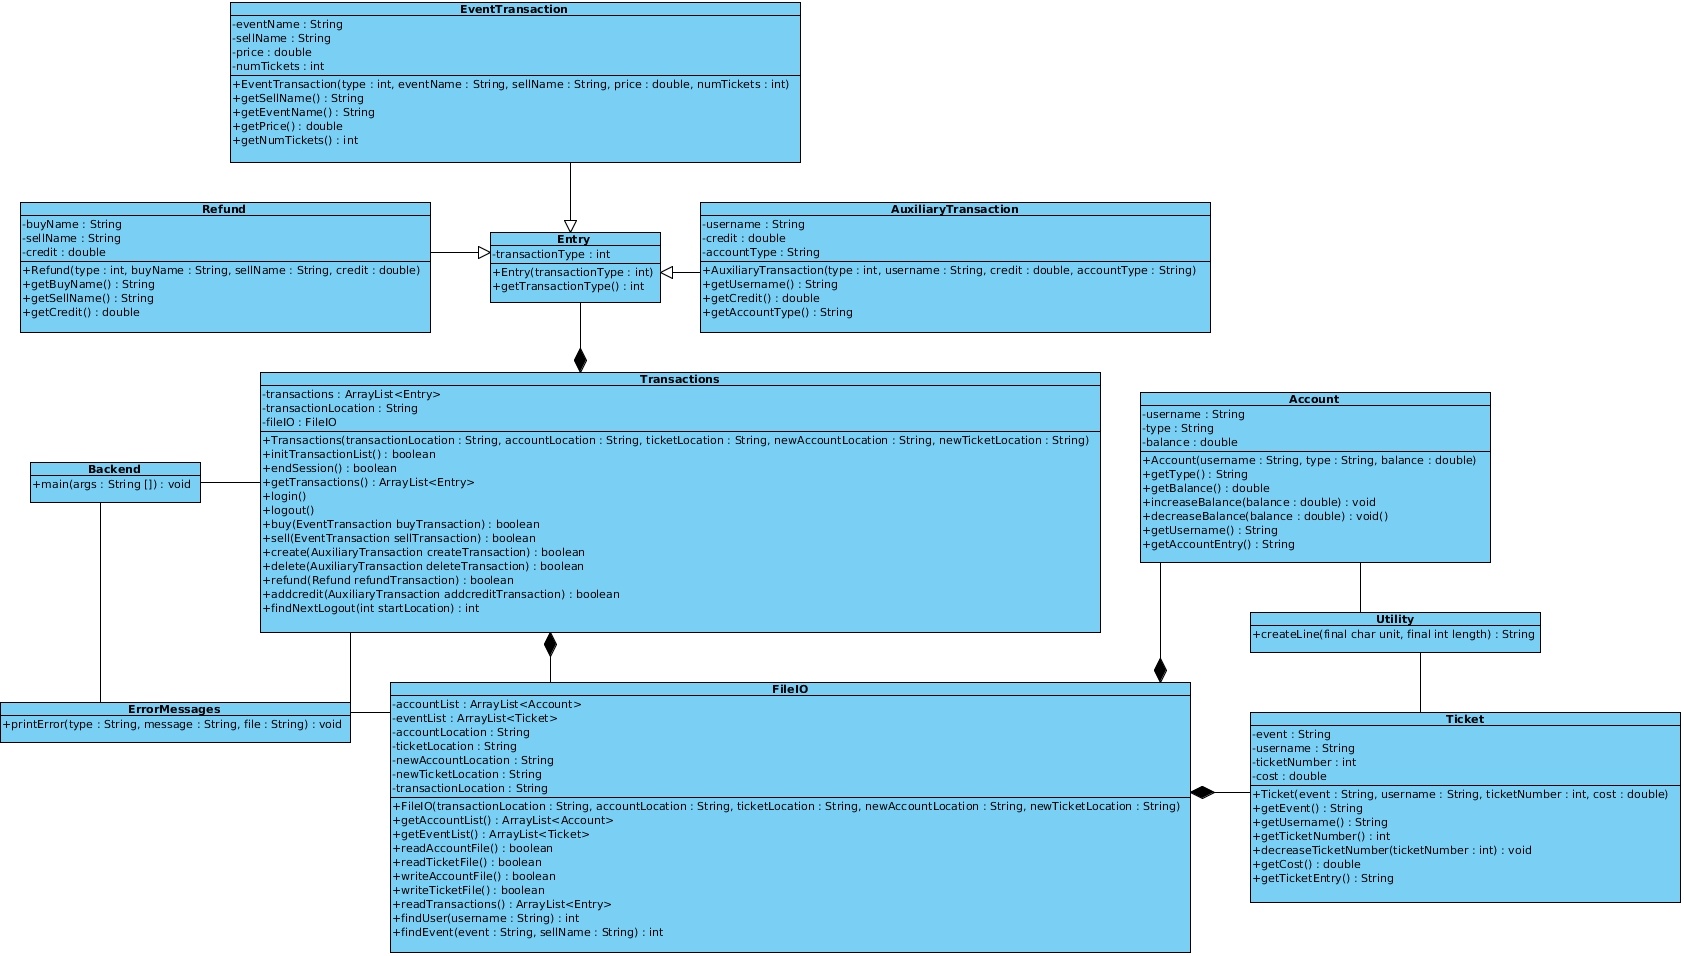 EventTransaction
-eventName : String
-sellName : String
-price : double
-numTickets : int
+EventTransaction(type : int, eventName : String, sellName : String, price : double, numTickets : int)
+getSellName() : String
+getEventName() : String
+getPrice() : double
+getNumTickets() : int
Refund
-buyName : String
-sellName : String
-credit : double
+Refund(type : int, buyName : String, sellName : String, credit : double)
+getBuyName() : String
+getSellName() : String
+getCredit() : double
Entry
-transactionType : int
+Entry(transactionType : int)
+getTransactionType() : int
AuxiliaryTransaction
-username : String
-credit : double
-accountType : String
+AuxiliaryTransaction(type : int, username : String, credit : double, accountType : String)
+getUsername() : String
+getCredit() : double
+getAccountType() : String
Transactions
-transactions : ArrayList<Entry>
-transactionLocation : String
-fileIO : FileIO
+Transactions(transactionLocation : String, accountLocation : String, ticketLocation : String, newAccountLocation : String, newTicketLocation : String)
+initTransactionList() : boolean
+endSession() : boolean
+getTransactions() : ArrayList<Entry>
+login()
+logout()
+buy(EventTransaction buyTransaction) : boolean
+sell(EventTransaction sellTransaction) : boolean
+create(AuxiliaryTransaction createTransaction) : boolean
+delete(AuxiliaryTransaction deleteTransaction) : boolean
+refund(Refund refundTransaction) : boolean
+addcredit(AuxiliaryTransaction addcreditTransaction) : boolean
+findNextLogout(int startLocation) : int
Account
-username : String
-type : String
-balance : double
+Account(username : String, type : String, balance : double)
+getType() : String
+getBalance() : double
+increaseBalance(balance : double) : void
+decreaseBalance(balance : double) : void()
+getUsername() : String
+getAccountEntry() : String
Backend
+main(args : String []) : void
Utility
+createLine(final char unit, final int length) : String
ErrorMessages
+printError(type : String, message : String, file : String) : void
FileIO
-accountList : ArrayList<Account>
-eventList : ArrayList<Ticket>
-accountLocation : String
-ticketLocation : String
-newAccountLocation : String
-newTicketLocation : String
-transactionLocation : String
+FileIO(transactionLocation : String, accountLocation : String, ticketLocation : String, newAccountLocation : String, newTicketLocation : String)
+getAccountList() : ArrayList<Account>
+getEventList() : ArrayList<Ticket>
+readAccountFile() : boolean
+readTicketFile() : boolean
+writeAccountFile() : boolean
+writeTicketFile() : boolean
+readTransactions() : ArrayList<Entry>
+findUser(username : String) : int
+findEvent(event : String, sellName : String) : int
Ticket
-event : String
-username : String
-ticketNumber : int
-cost : double
+Ticket(event : String, username : String, ticketNumber : int, cost : double)
+getEvent() : String
+getUsername() : String
+getTicketNumber() : int
+decreaseTicketNumber(ticketNumber : int) : void
+getCost() : double
+getTicketEntry() : String